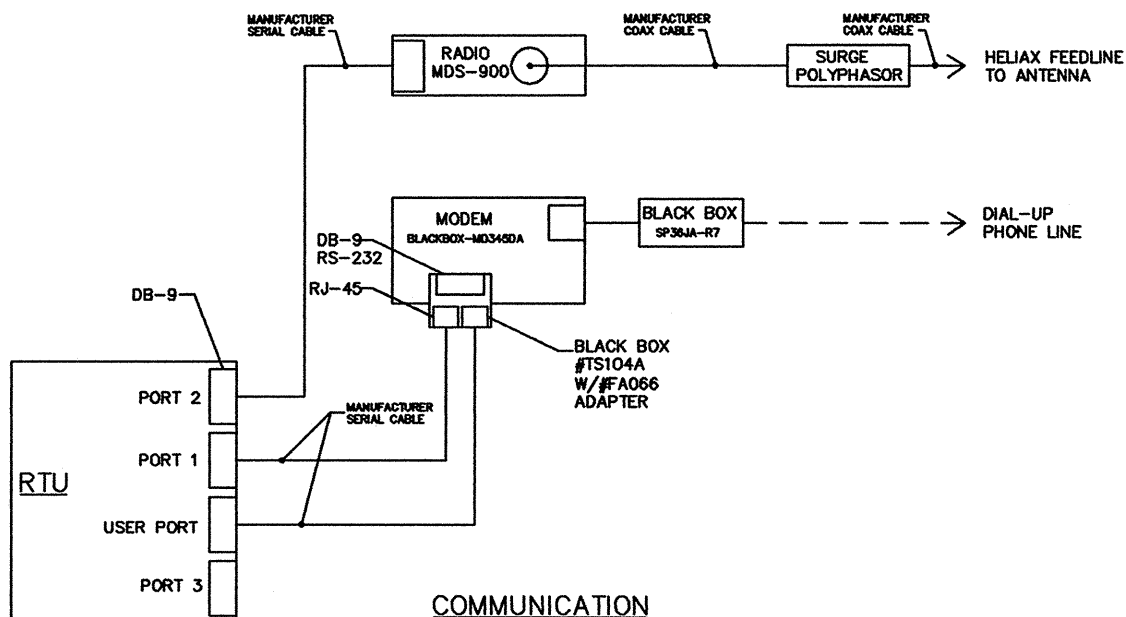 MANUFACTURER
SERIAL CABLE
MANUFACTURER
COAX CABLE
MANUFACTURER
COAX CABLE
RADIO
MDS-900
SURGE
POLYPHASOR
HELIAX FEEDLINE
TO ANTENNA
MODEM
BLACKBOX-MD345DA
BLACK BOX
SP36JA-R7
DIAL-UP
PHONE LINE
DB-9
RS-232
RJ-45
DB-9
BLACK BOX
#TS104A
W/#FA066
ADAPTER
PORT 2
MANUFACTURER
SERIAL CABLE
PORT 1
RTU
USER PORT
PORT 3
COMMUNICATION